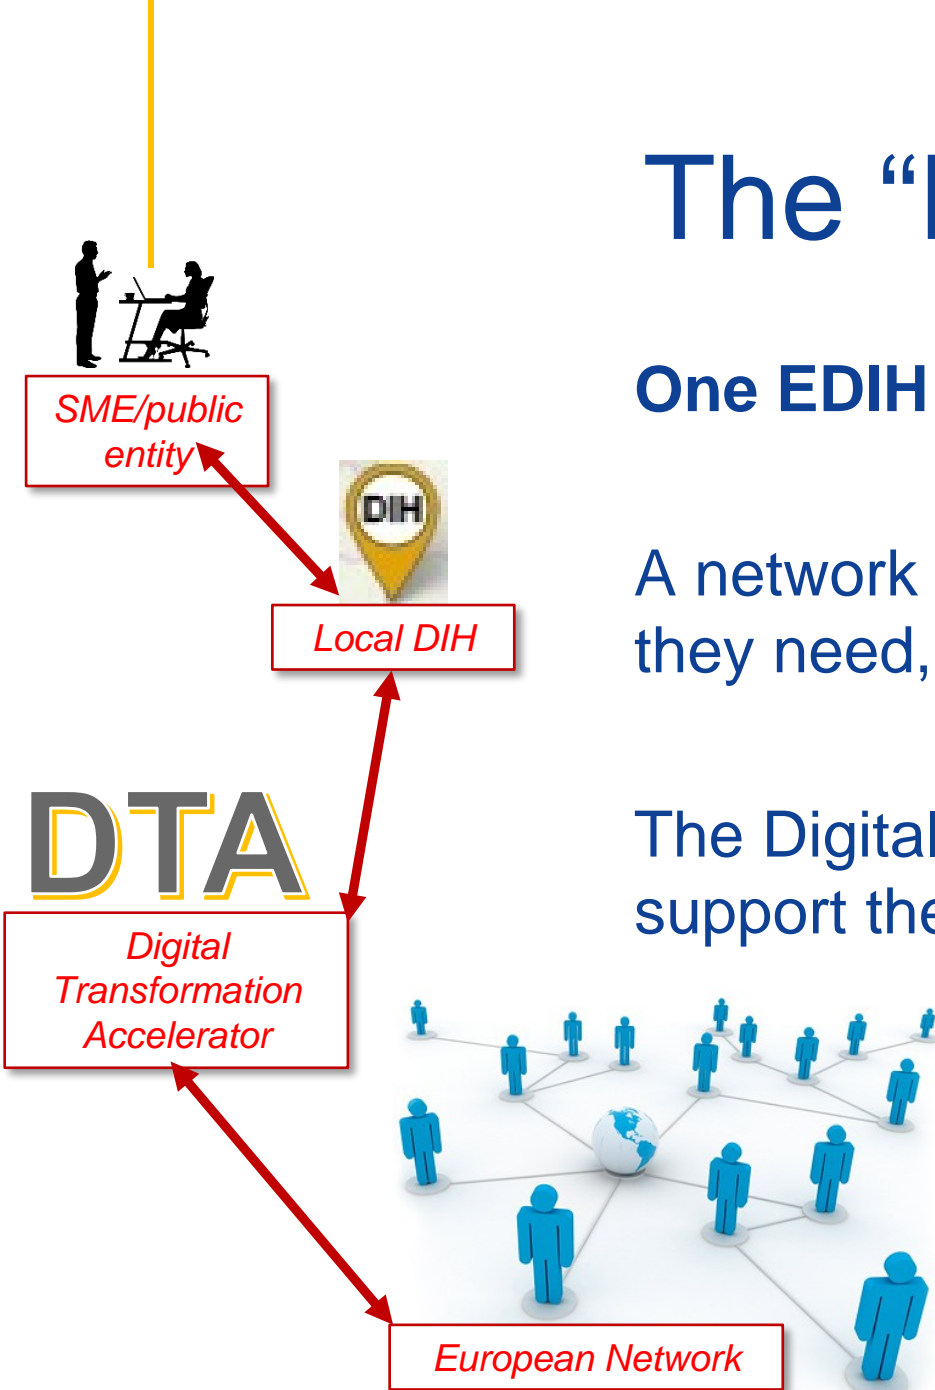 The “
One EDIH
A network
they need,
The Digital
support the
SME/public
entity
DIH
Local DIH
DTA
Digital
Transformation
Accelerator
European Network